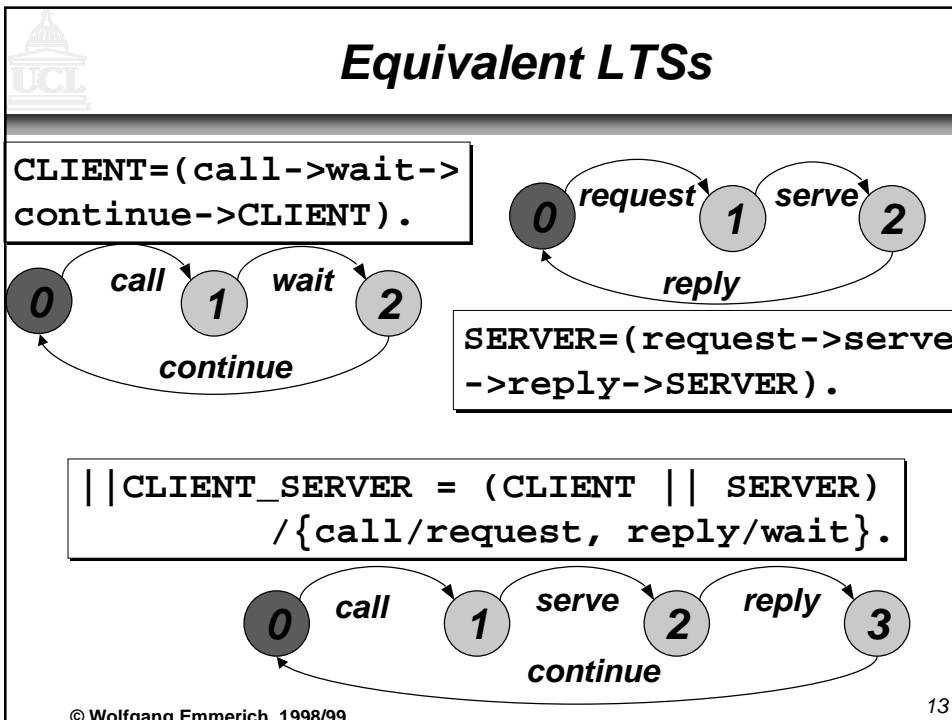 UCL
Equivalent LTSs
CLIENT=(call->wait->
continue->CLIENT).
0 request 1 serve 2
reply
0 call 1 wait 2
continue
SERVER=(request->serve
->reply->SERVER).
||CLIENT_SERVER = (CLIENT || SERVER)
/{call/request, reply/wait}.
0 call 1 serve 2 reply 3
continue
© Wolfgang Emmerich, 1998/99
13